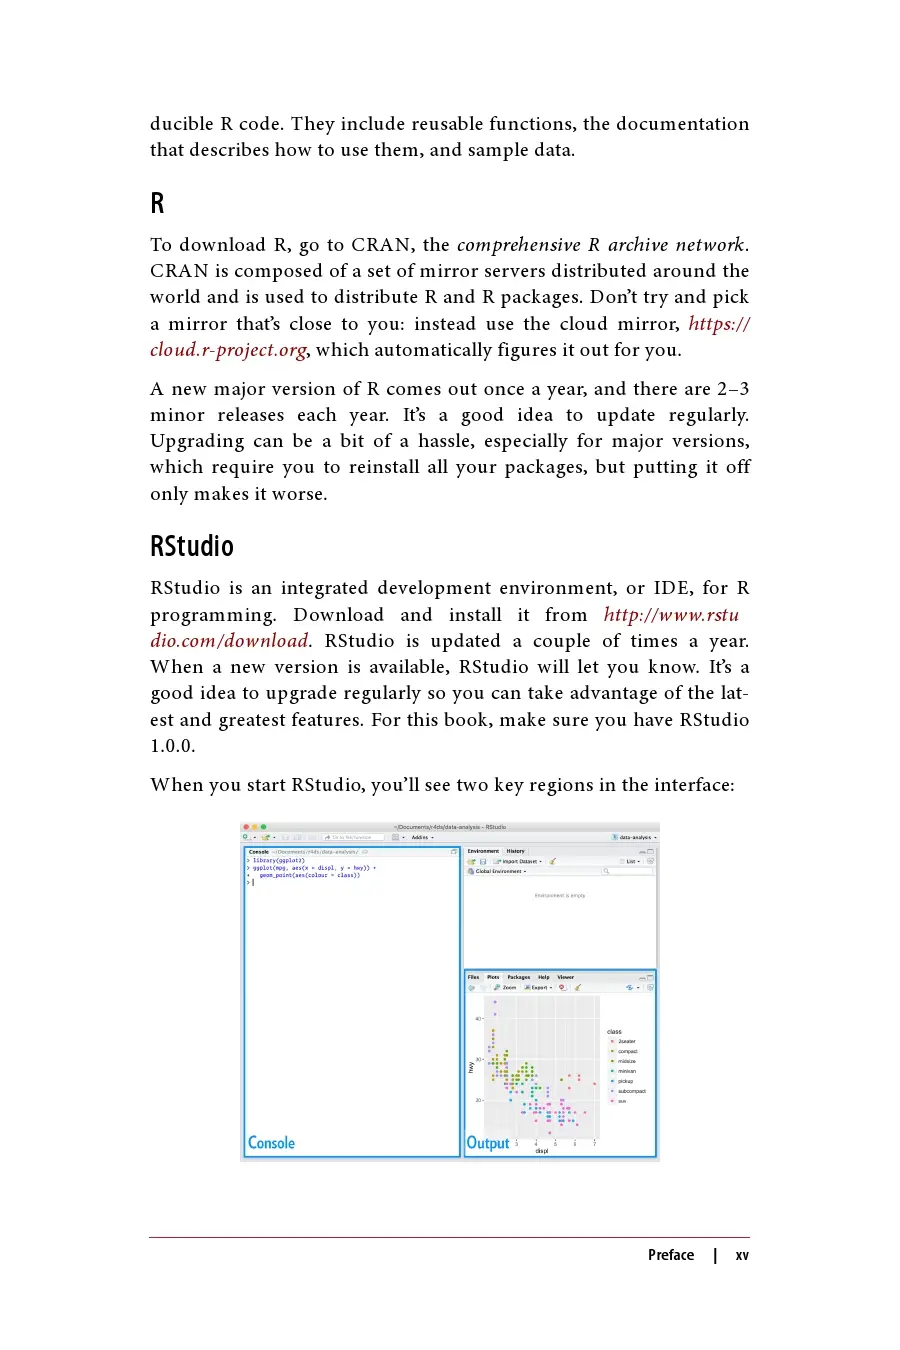 ducible R code. They include reusable functions, the documentation
that describes how to use them, and sample data.
R
To download R, go to CRAN, the comprehensive R archive network.
CRAN is composed of a set of mirror servers distributed around the
world and is used to distribute R and R packages. Don’t try and pick
a mirror that’s close to you: instead use the cloud mirror, https://
cloud.r-project.org, which automatically figures it out for you.
A new major version of R comes out once a year, and there are 2–3
minor releases each year. It’s a good idea to update regularly.
Upgrading can be a bit of a hassle, especially for major versions,
which require you to reinstall all your packages, but putting it off
only makes it worse.
RStudio
RStudio is an integrated development environment, or IDE, for R
programming. Download and install it from http://www.rstu
dio.com/download. RStudio is updated a couple of times a year.
When a new version is available, RStudio will let you know. It’s a
good idea to upgrade regularly so you can take advantage of the lat-
est and greatest features. For this book, make sure you have RStudio
1.0.0.
When you start RStudio, you’ll see two key regions in the interface:
~/Documents/r4ds/data-analysis - RStudio
Go to file/function
Addins
data-analysis
Console ~/Documents/r4ds/data-analysis/
> library(ggplot2)
> ggplot(mpg, aes(x = displ, y = hwy)) +
+ geom_point(aes(colour = class))
>
Console
Environment History
Import Dataset
List
Global Environment
Environment is empty
Files Plots Packages Help Viewer
Zoom Export
40
30
20
hwy
3 4 5 6 7
displ
class
2seater
compact
midsize
minivan
pickup
subcompact
suv
Output
Preface | xv